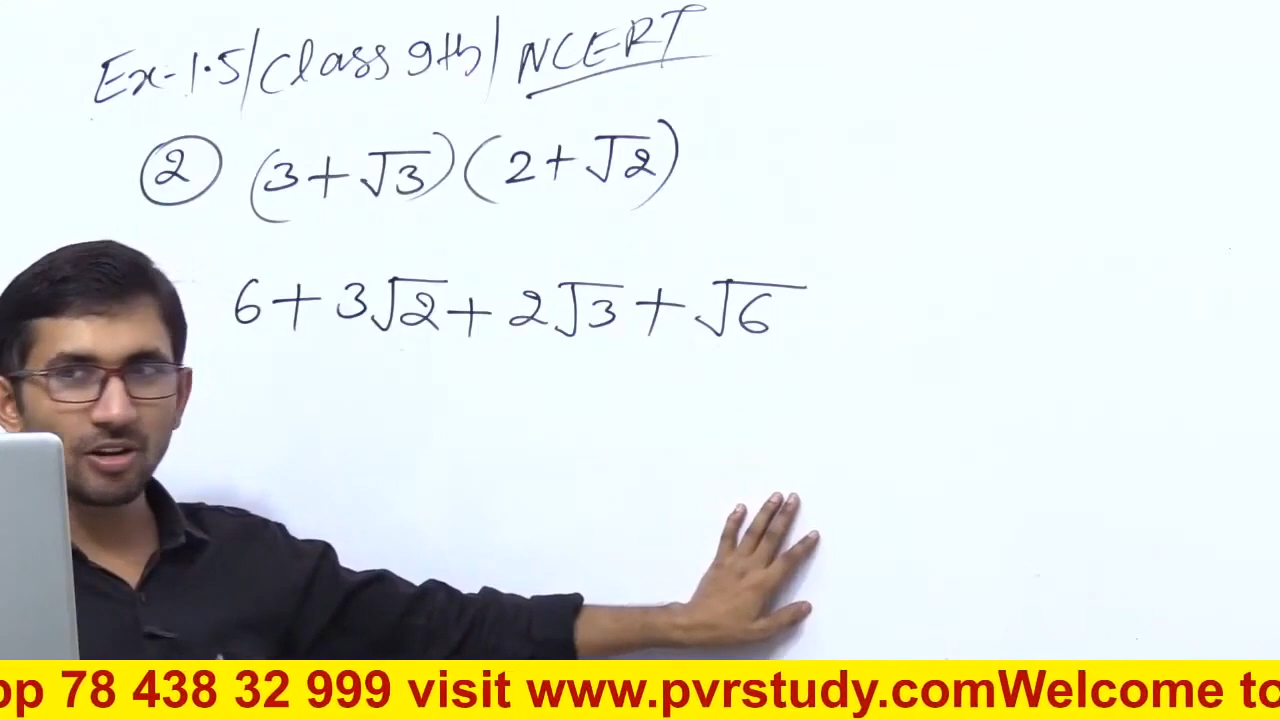 Ex-1.5/Class 9th/NCERT
② (3+√3)(2+√2)
6+3√2+2√3+√6
pp 78 438 32 999 visit www.pvrstudy.comWelcome to